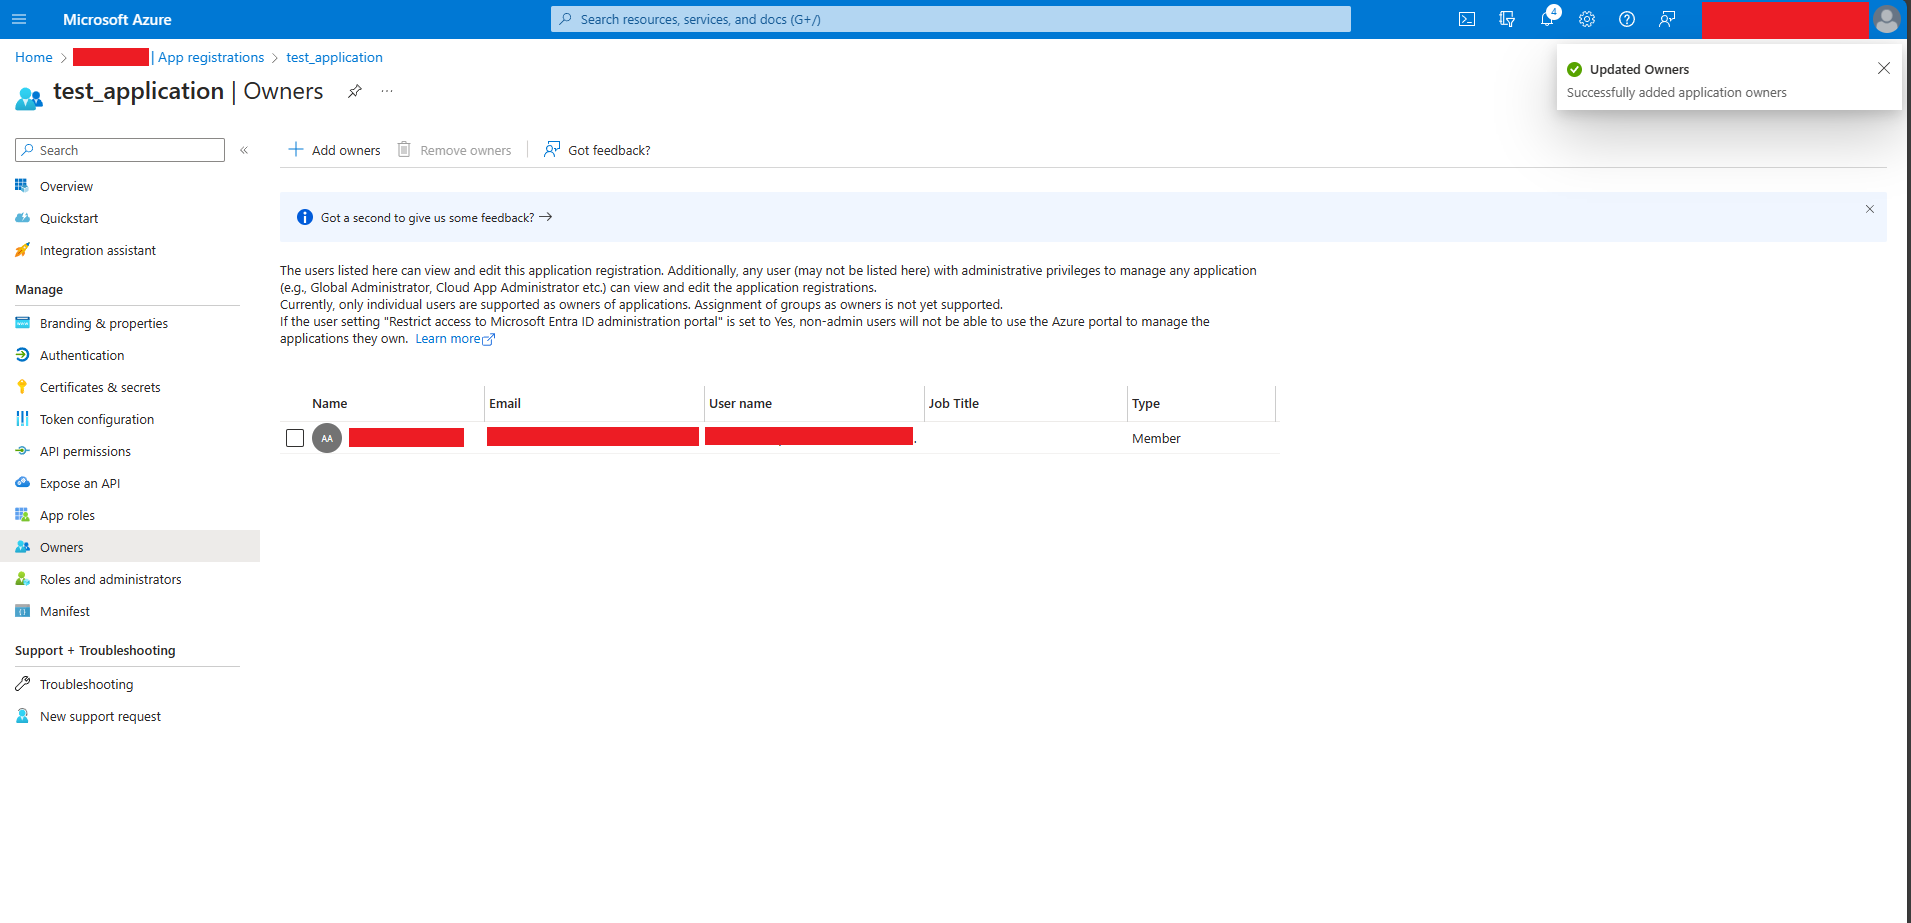 Microsoft Azure
Search resources, services, and docs (G+/)
4
Home > | App registrations > test_application
test_application | Owners
...
Updated Owners
Successfully added application owners
Search
«
Add owners
Remove owners
Got feedback?
Overview
Quickstart
Integration assistant
Manage
Branding & properties
Authentication
Certificates & secrets
Token configuration
API permissions
Expose an API
App roles
Owners
Roles and administrators
Manifest
Support + Troubleshooting
Troubleshooting
New support request
Got a second to give us some feedback? →
The users listed here can view and edit this application registration. Additionally, any user (may not be listed here) with administrative privileges to manage any application
(e.g., Global Administrator, Cloud App Administrator etc.) can view and edit the application registrations.
Currently, only individual users are supported as owners of applications. Assignment of groups as owners is not yet supported.
If the user setting "Restrict access to Microsoft Entra ID administration portal" is set to Yes, non-admin users will not be able to use the Azure portal to manage the
applications they own. Learn more
Name Email User name Job Title Type
AA Member